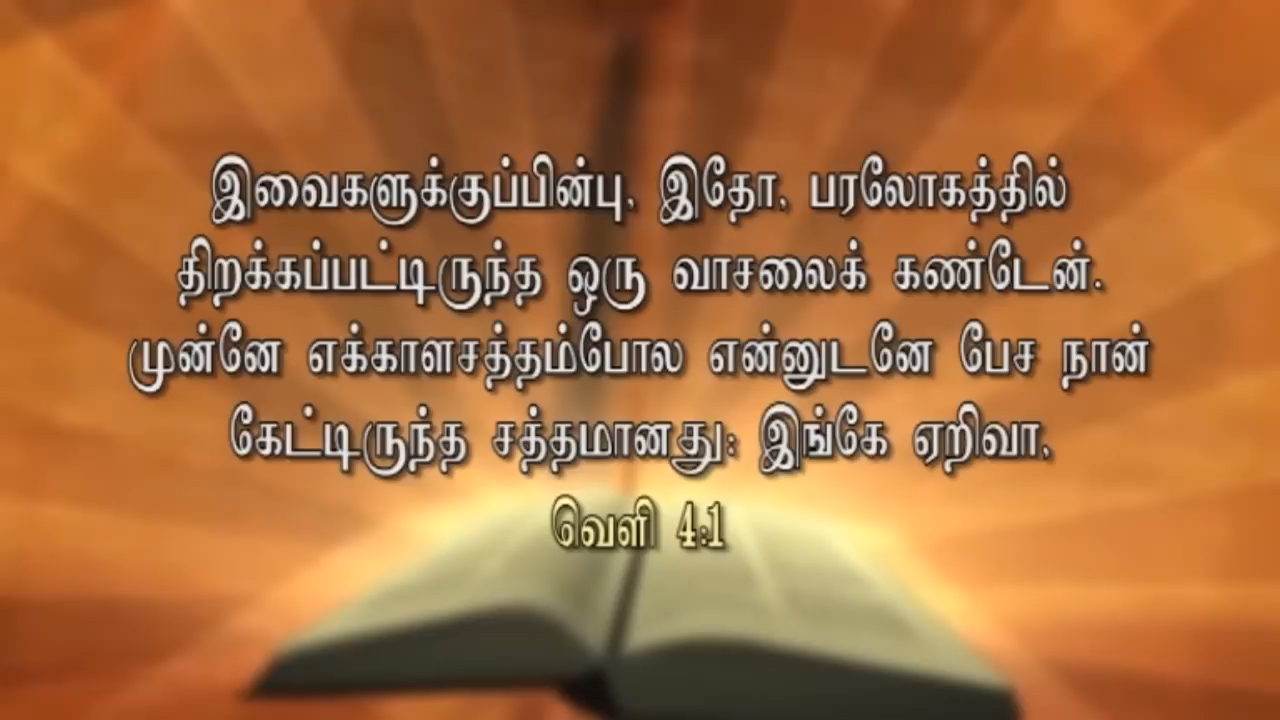 இவைகளுக்குப்பின்பு, இதோ, பரலோகத்தில்
திறக்கப்பட்டிருந்த ஒரு வாசலைக் கண்டேன்.
முன்னே எக்காளசத்தம்போல என்னுடனே பேச நான்
கேட்டிருந்த சத்தமானது: இங்கே ஏறிவா,
வெளி 4:1